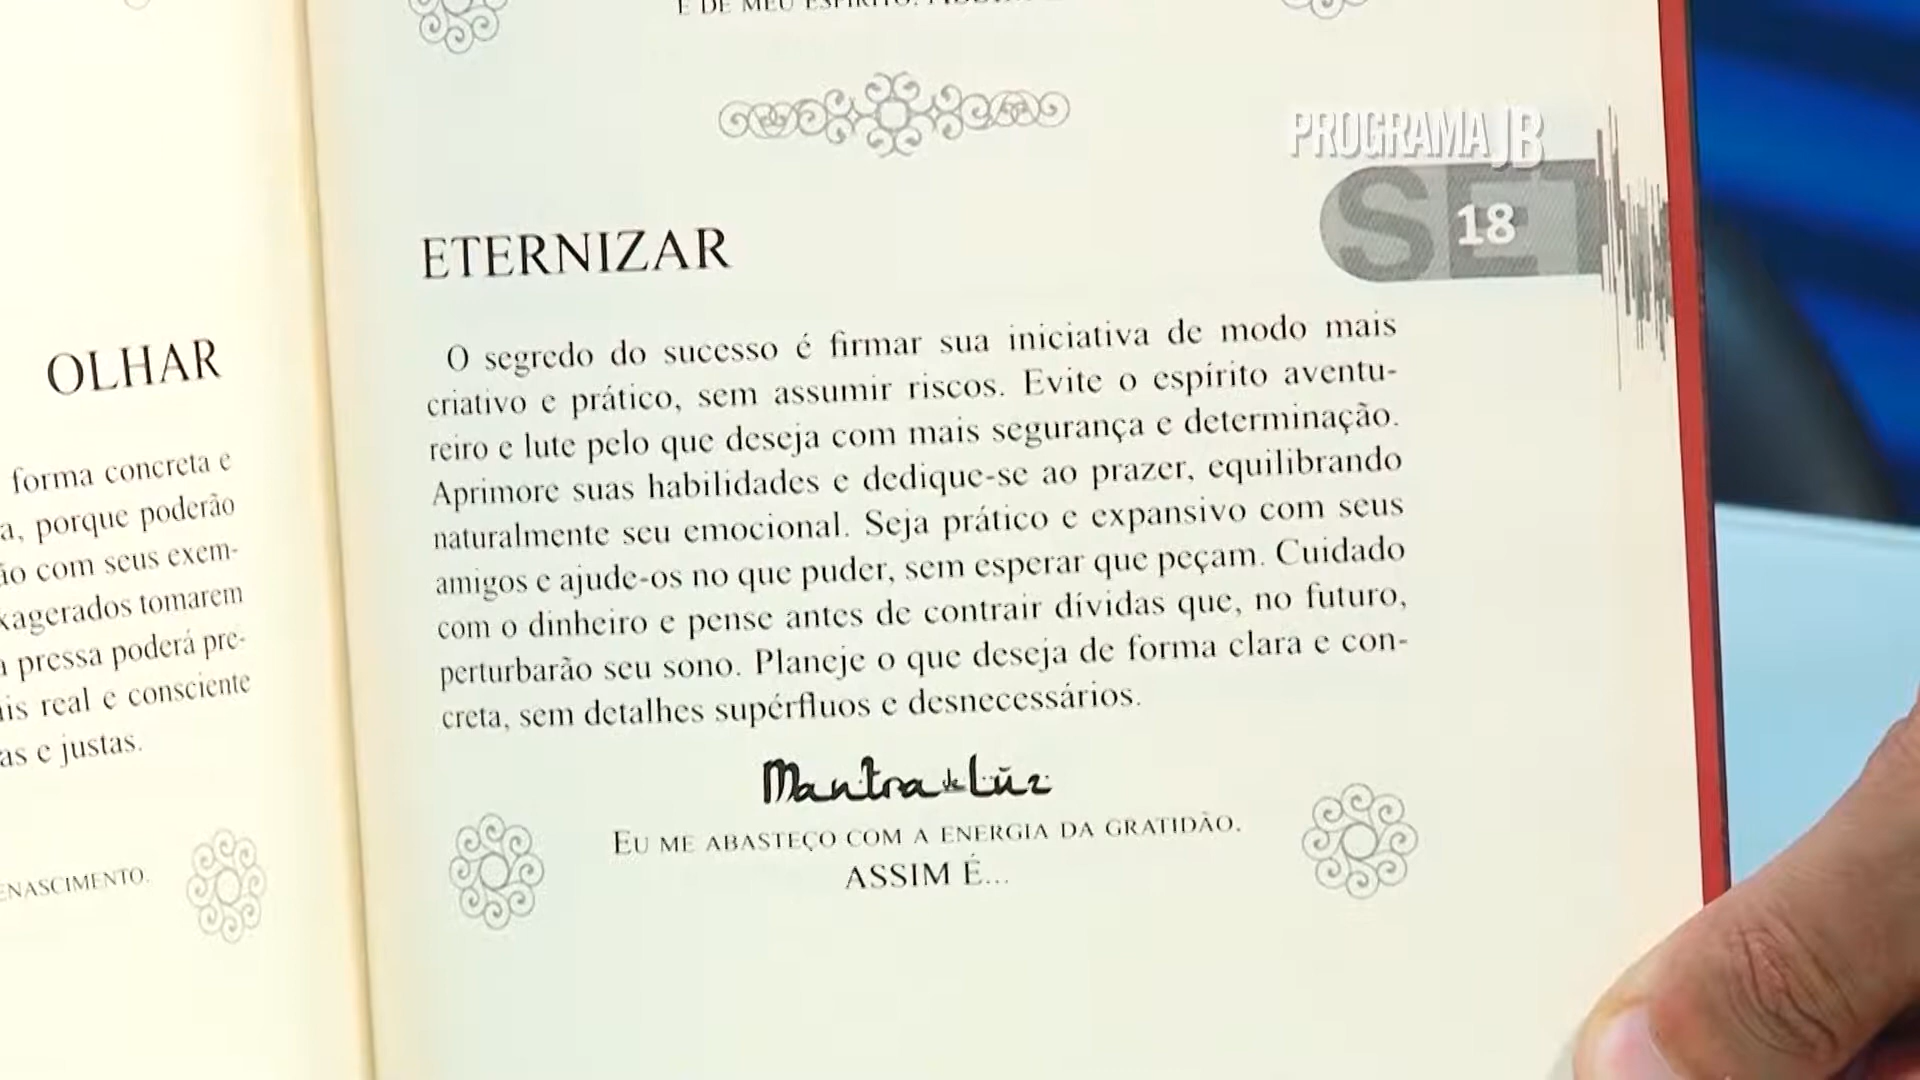 PROGRAMA JB
SET
18
OLHAR
forma concreta e
a, porque poderão
ão com seus exem-
xagerados tomarem
a pressa poderá pre-
is real e consciente
as e justas.
ENASCIMENTO.
E DE MEU ESPÍRITO.
ETERNIZAR
O segredo do sucesso é firmar sua iniciativa de modo mais
criativo e prático, sem assumir riscos. Evite o espírito aventu-
reiro e lute pelo que deseja com mais segurança e determinação.
Aprimore suas habilidades e dedique-se ao prazer, equilibrando
naturalmente seu emocional. Seja prático e expansivo com seus
amigos e ajude-os no que puder, sem esperar que peçam. Cuidado
com o dinheiro e pense antes de contrair dívidas que, no futuro,
perturbarão seu sono. Planeje o que deseja de forma clara e con-
creta, sem detalhes supérfluos e desnecessários.
Mantra de Luz
EU ME ABASTEÇO COM A ENERGIA DA GRATIDÃO.
ASSIM É...